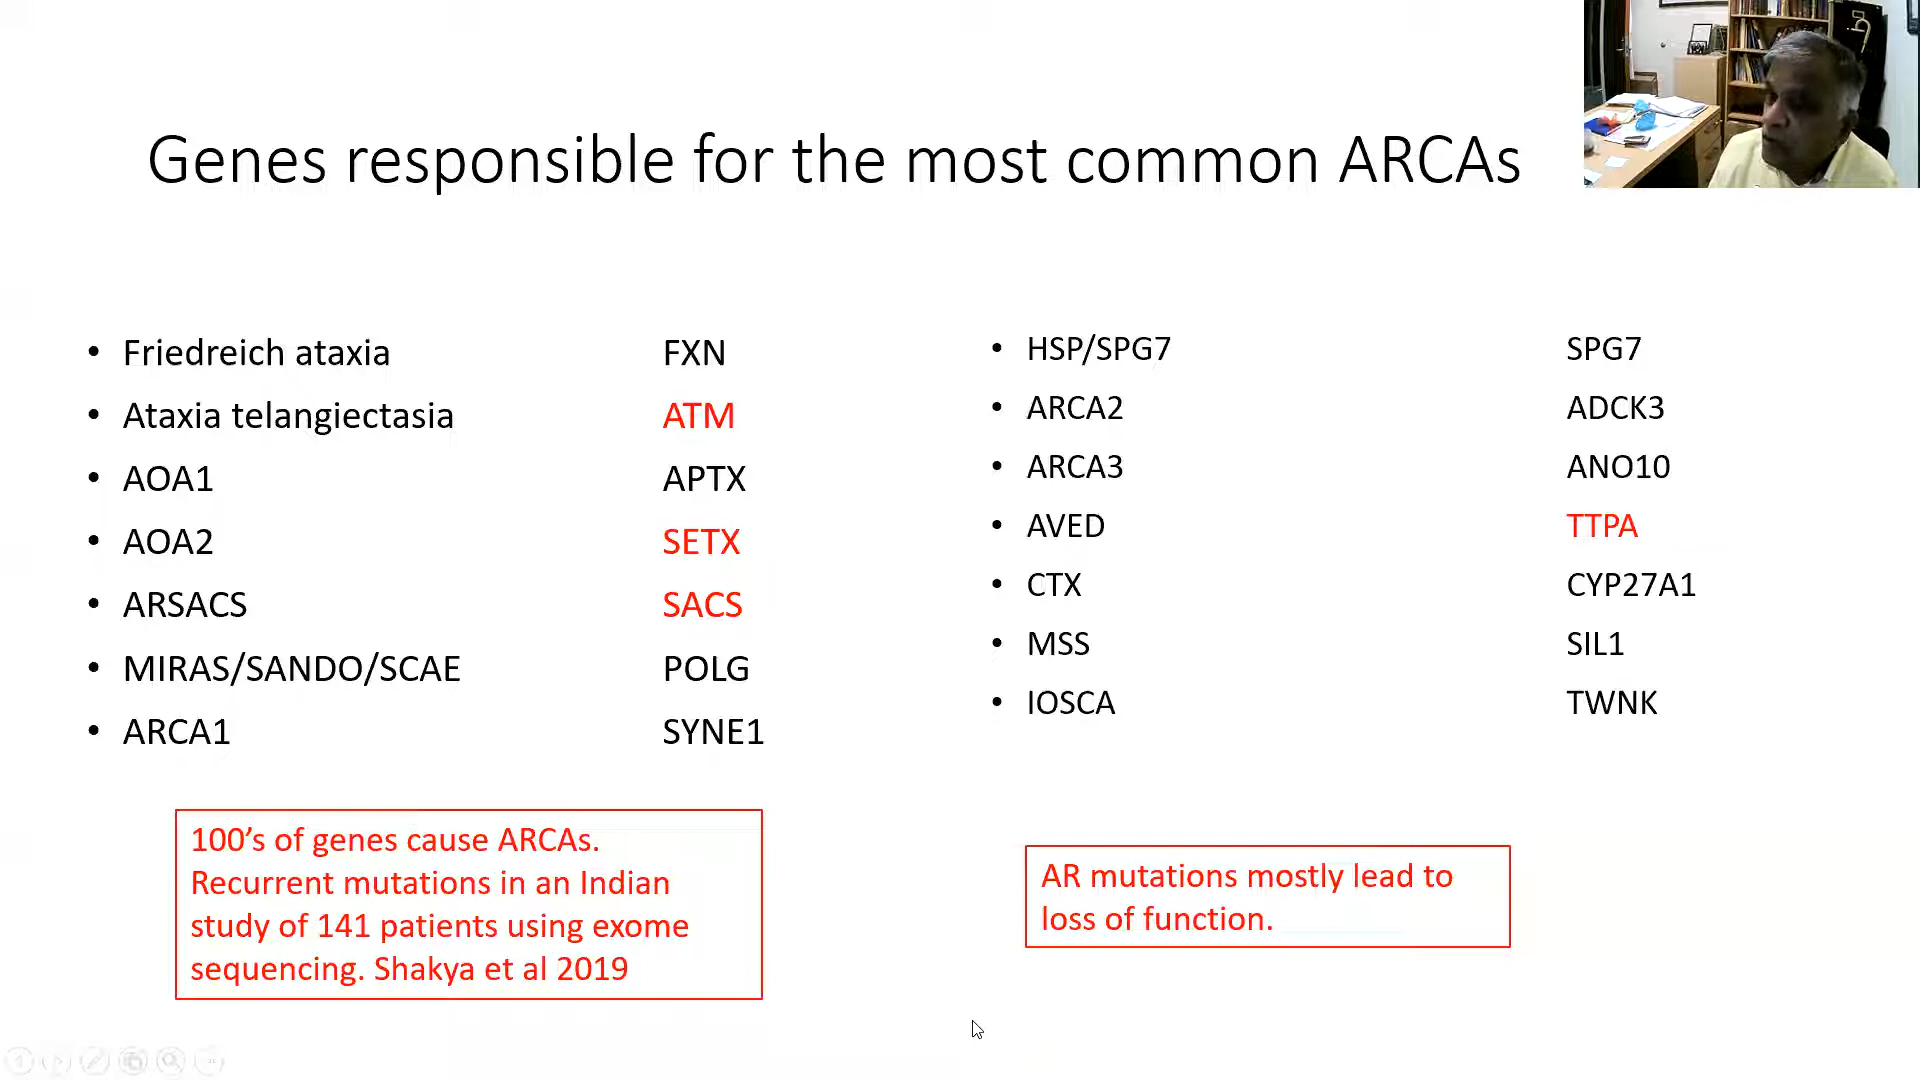 Genes responsible for the most common ARCAs
• Friedreich ataxia FXN
• Ataxia telangiectasia ATM
• AOA1 APTX
• AOA2 SETX
• ARSACS SACS
• MIRAS/SANDO/SCAE POLG
• ARCA1 SYNE1
100’s of genes cause ARCAs.
Recurrent mutations in an Indian
study of 141 patients using exome
sequencing. Shakya et al 2019
• HSP/SPG7 SPG7
• ARCA2 ADCK3
• ARCA3 ANO10
• AVED TTPA
• CTX CYP27A1
• MSS SIL1
• IOSCA TWNK
AR mutations mostly lead to
loss of function.